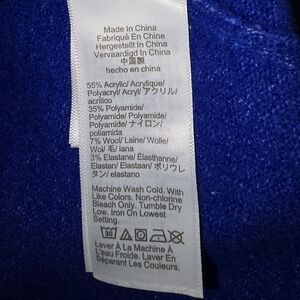 Made In China
Fabriqué En Chine
Hergestellt In China
Vervaardigd In China
中国製
hecho en china
55% Acrylic/ Acrylique/
Polyacryl/ Acryl/ アクリル/
acrílico
35% Polyamide/
Polyamid/ Polyamide/
Polyamide/ ナイロン/
poliamida
7% Wool/ Laine/ Wolle/
Wol/ 毛/ lana
3% Elastane/ Élasthanne/
Elastan/ Elastaan/ ポリウレ
タン/ elastano
Machine Wash Cold. With
Like Colors. Non-chlorine
Bleach Only. Tumble Dry
Low. Iron On Lowest
Setting.
30
Laver À La Machine À
L'eau Froide. Laver En
Séparant Les Couleurs.